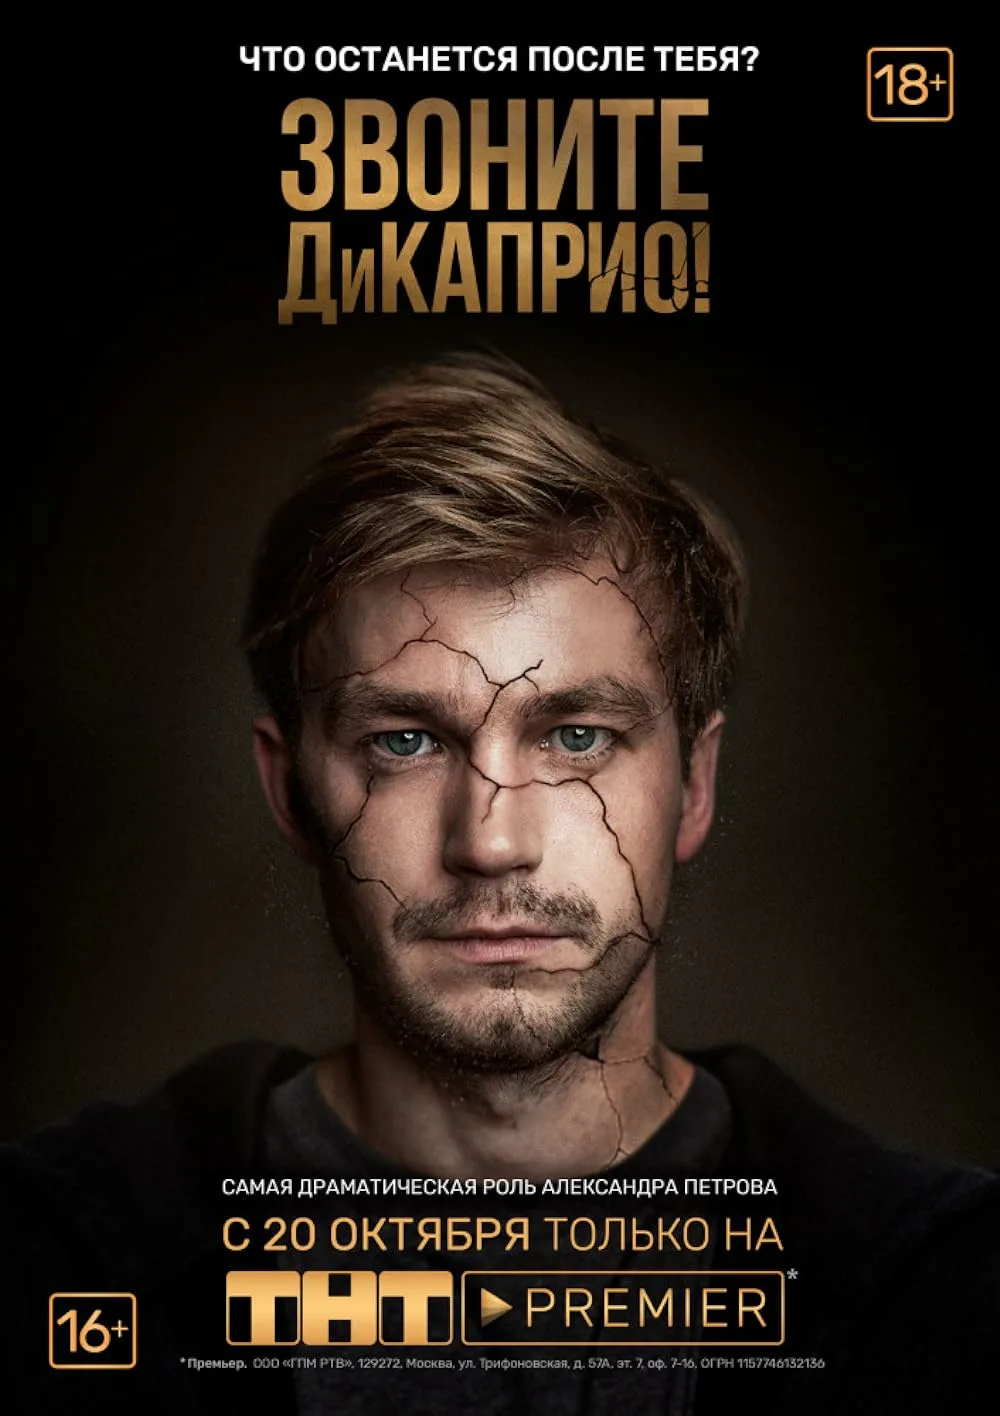 ЧТО ОСТАНЕТСЯ ПОСЛЕ ТЕБЯ?
18+
ЗВОНИТЕ
ДиКАПРИО!
САМАЯ ДРАМАТИЧЕСКАЯ РОЛЬ АЛЕКСАНДРА ПЕТРОВА
С 20 ОКТЯБРЯ ТОЛЬКО НА
ТНТ PREMIER*
16+
*Премьер. ООО «ГПМ РТВ», 129272, Москва, ул. Трифоновская, д. 57А, эт. 7, оф. 7-16. ОГРН 1157746132136